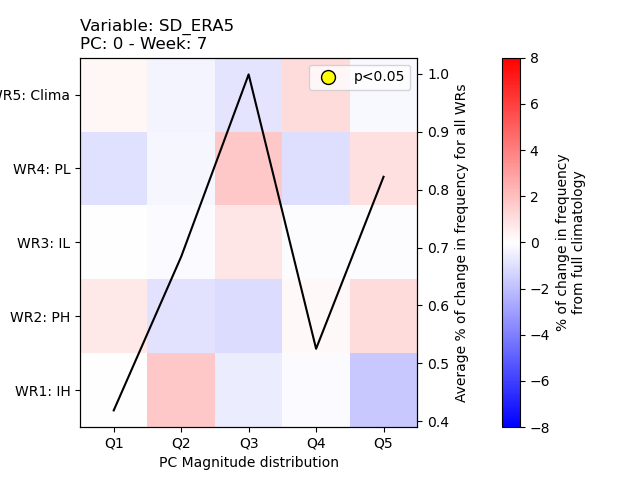 Variable: SD_ERA5
PC: 0 - Week: 7
p<0.05
WR5: Clima
WR4: PL
WR3: IL
WR2: PH
WR1: IH
Q1 Q2 Q3 Q4 Q5
PC Magnitude distribution
1.0
0.9
0.8
0.7
0.6
0.5
0.4
Average % of change in frequency for all WRs
8
6
4
2
0
−2
−4
−6
−8
% of change in frequency
from full climatology